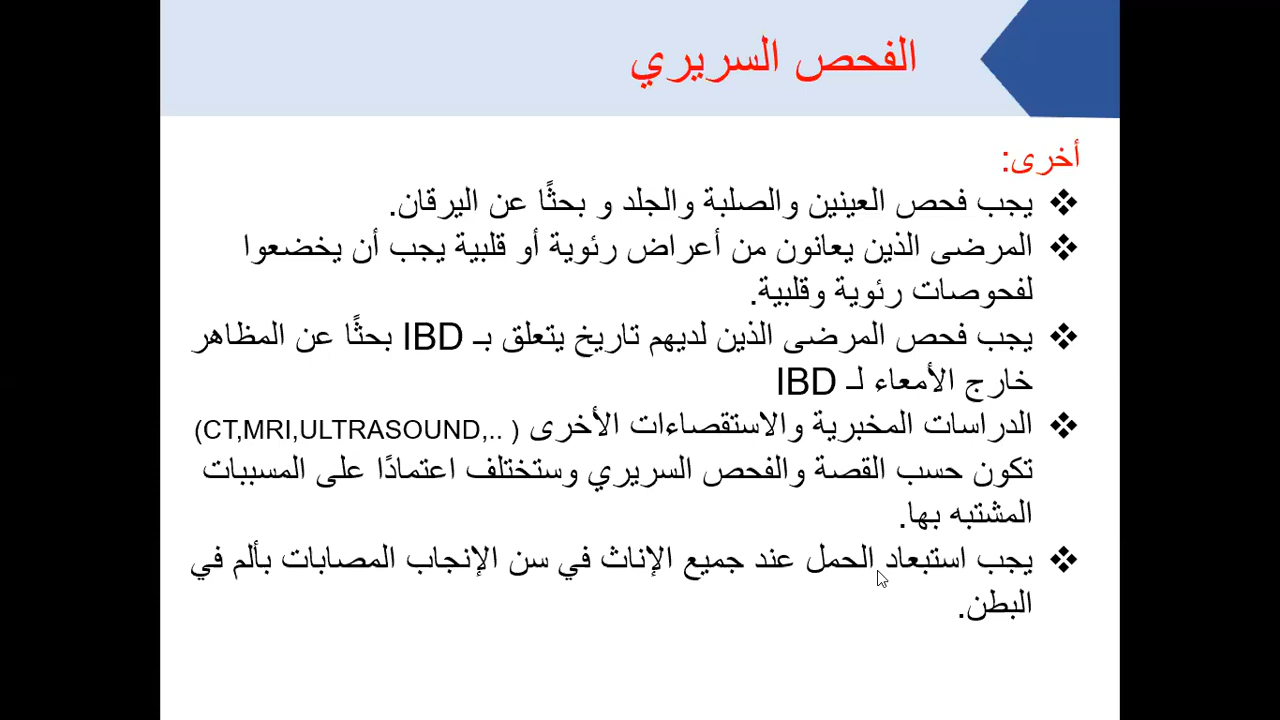 الفحص السريري
أخرى:
❖ يجب فحص العينين والصلبة والجلد و بحثًا عن اليرقان.
❖ المرضى الذين يعانون من أعراض رئوية أو قلبية يجب أن يخضعوا
لفحوصات رئوية وقلبية.
❖ يجب فحص المرضى الذين لديهم تاريخ يتعلق بـ IBD بحثًا عن المظاهر
خارج الأمعاء لـ IBD
❖ الدراسات المخبرية والاستقصاءات الأخرى ( ..,CT,MRI,ULTRASOUND)
تكون حسب القصة والفحص السريري وستختلف اعتمادًا على المسببات
المشتبه بها.
❖ يجب استبعاد الحمل عند جميع الإناث في سن الإنجاب المصابات بألم في
البطن.